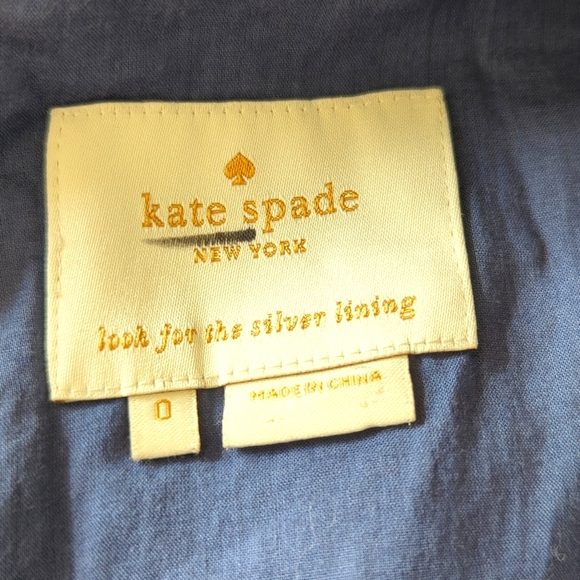 kate spade
NEW YORK
look for the silver lining
0
MADE IN CHINA